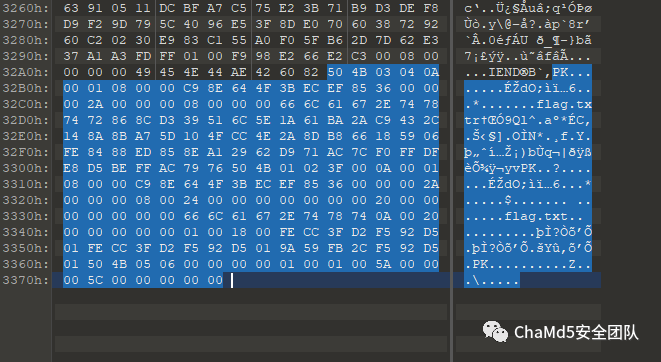 3260h: 63 91 05 11 DC BF A7 C5 75 E2 3B 71 B9 D3 DE F8 c‘..Ü¿§Åuâ;q¹ÓÞø
3270h: D9 F2 9D 79 5C 40 96 E5 3F 8D E0 70 60 38 72 92 Ùò.y\@–å?.àp`8r’
3280h: 60 C2 02 30 E9 83 C1 55 A0 F0 5F B6 2D 7D 62 E3 `Â.0éƒÁU ð_¶-}bã
3290h: 37 A1 A3 FD FF 01 00 F9 98 E2 66 E2 C3 00 08 00 7¡£ýÿ..ù˜âfâÃ...
32A0h: 00 00 00 49 45 4E 44 AE 42 60 82 50 4B 03 04 0A ...IEND®B`‚PK...
32B0h: 00 01 08 00 00 C9 8E 64 4F 3B EC EF 85 36 00 00 .....ÉŽdO;ìï…6..
32C0h: 00 2A 00 00 00 08 00 00 00 66 6C 61 67 2E 74 78 .*.......flag.tx
32D0h: 74 72 86 8C D3 39 51 6C 5E 1A 61 BA 2A C9 43 2C tr†ŒÓ9Ql^.aº*ÉC,
32E0h: 14 8A 8B A7 5D 10 4F CC 4E 2A 8D B8 66 18 59 06 .Š‹§].OÌN*.¸f.Y.
32F0h: FE 84 88 ED 85 8E A1 29 62 D9 71 AC 7C F0 FF DF þ„ˆí…Ž¡)bÙq¬|ðÿß
3300h: E8 D5 BE FF AC 79 76 50 4B 01 02 3F 00 0A 00 01 èÕ¾ÿ¬yvPK..?....
3310h: 00 08 00 00 C9 8E 64 4F 3B EC EF 85 36 00 00 00 2A ....ÉŽdO;ìï…6...*
3320h: 00 00 00 08 00 24 00 00 00 00 00 00 00 20 00 00 .....$....... ..
3330h: 00 00 00 00 00 66 6C 61 67 2E 74 78 74 0A 00 20 .....flag.txt..
3340h: 00 00 00 00 00 01 00 18 00 FE CC 3F D2 F5 92 D5 .........þÌ?Òõ’Õ
3350h: 01 FE CC 3F D2 F5 92 D5 01 9A 59 FB 2C F5 92 D5 .þÌ?Òõ’Õ.šYû,õ’Õ
3360h: 01 50 4B 05 06 00 00 00 00 01 00 01 00 5A 00 00 .PK..........Z..
3370h: 00 5C 00 00 00 00 00 .\.....
ChaMd5安全团队